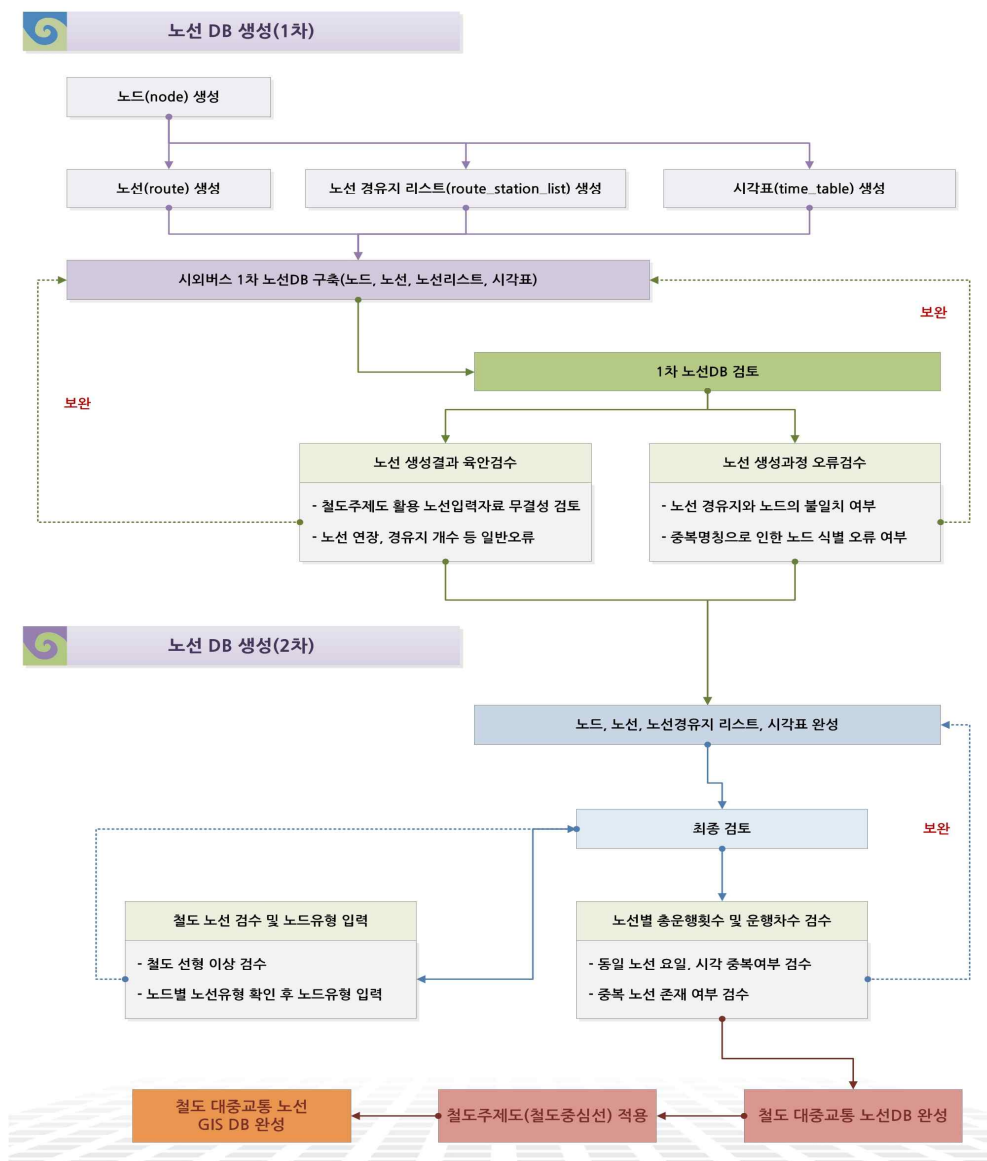 노선 DB 생성(1차)
노드(node) 생성
노선(route) 생성
노선 경유지 리스트(route_station_list) 생성
시각표(time_table) 생성
시외버스 1차 노선DB 구축(노드, 노선, 노선리스트, 시각표)
보완
1차 노선DB 검토
보완
노선 생성결과 육안검수
- 철도주제도 활용 노선입력자료 무결성 검토
- 노선 연장, 경유지 개수 등 일반오류
노선 생성과정 오류검수
- 노선 경유지와 노드의 불일치 여부
- 중복명칭으로 인한 노드 식별 오류 여부
노선 DB 생성(2차)
노드, 노선, 노선경유지 리스트, 시각표 완성
최종 검토
보완
철도 노선 검수 및 노드유형 입력
- 철도 선형 이상 검수
- 노드별 노선유형 확인 후 노드유형 입력
노선별 총운행횟수 및 운행차수 검수
- 동일 노선 요일, 시각 중복여부 검수
- 중복 노선 존재 여부 검수
철도 대중교통 노선
GIS DB 완성
철도주제도(철도중심선) 적용
철도 대중교통 노선DB 완성